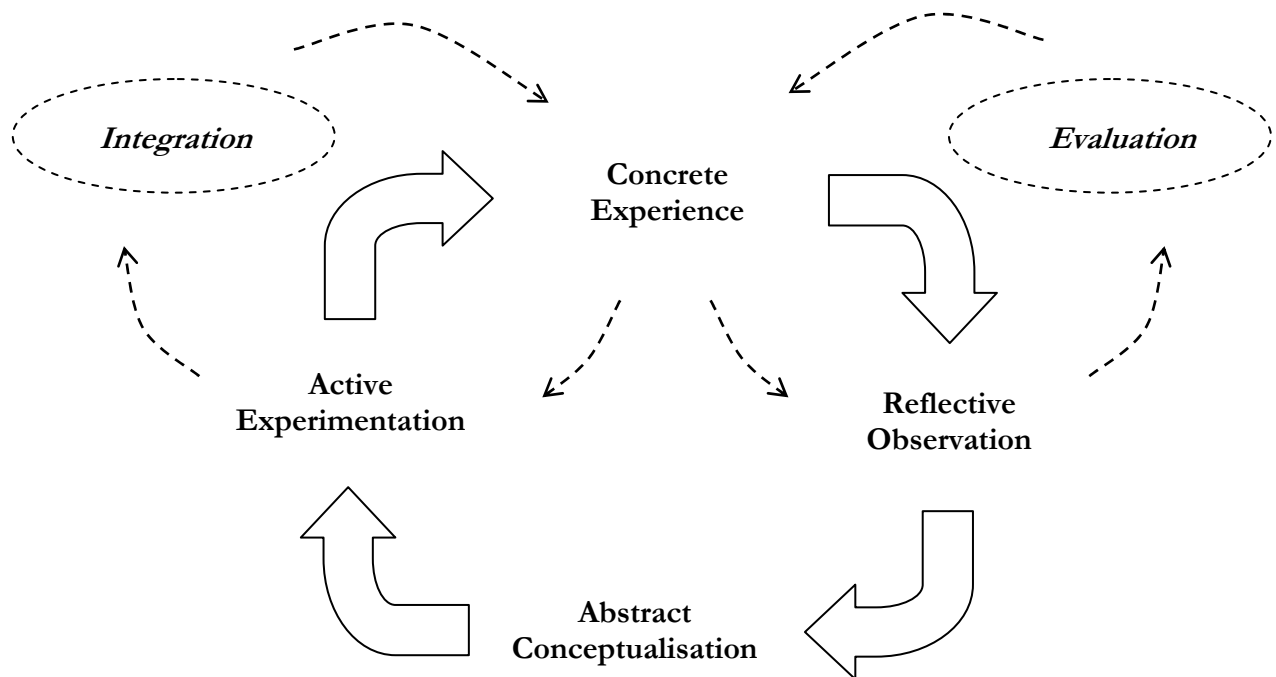 Integration
Evaluation
Concrete
Experience
Active
Experimentation
Reflective
Observation
Abstract
Conceptualisation